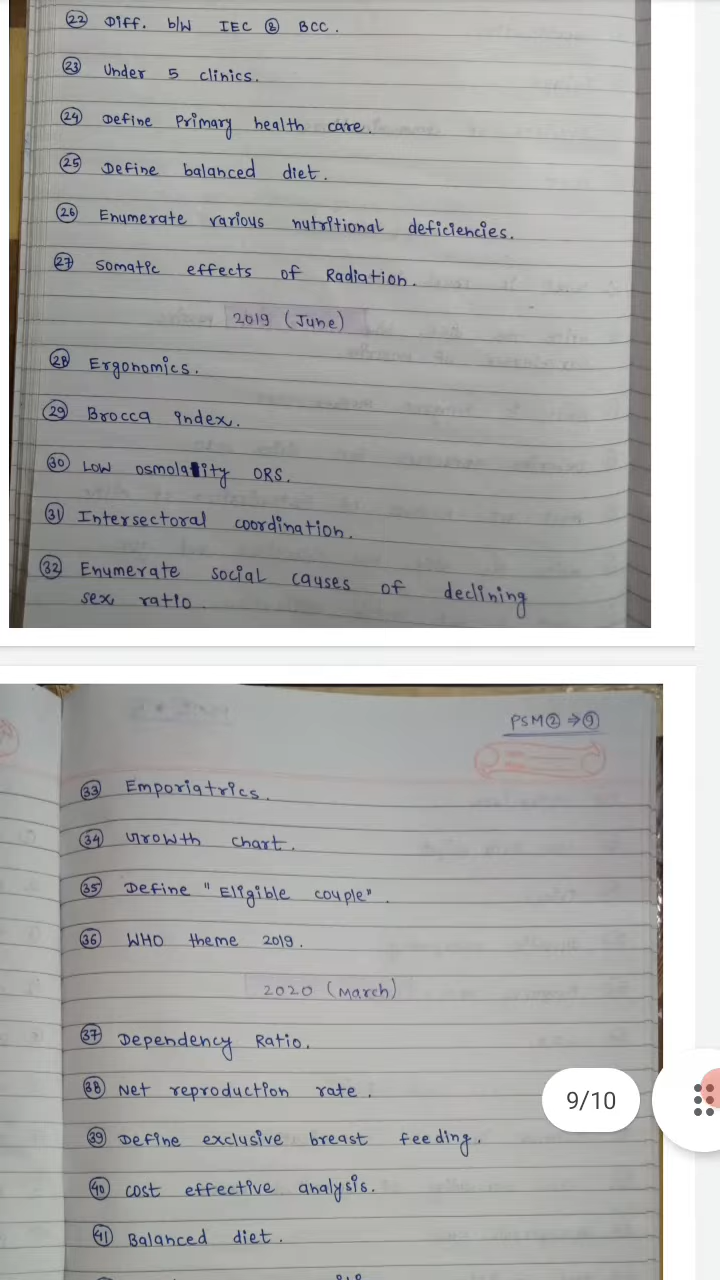 22 Diff. b/w IEC & BCC.
23 Under 5 clinics.
24 Define Primary health care.
25 Define balanced diet.
26 Enumerate various nutritional deficiencies.
27 Somatic effects of Radiation.
2019 (June)
28 Ergonomics.
29 Brocca index.
30 Low osmolality ORS.
31 Intersectoral coordination.
32 Enumerate social causes of declining
sex ratio.
PSM② → ⑨
33 Emporiatrics.
34 Growth chart.
35 Define "Eligible couple".
36 WHO theme 2019.
2020 (March)
37 Dependency Ratio.
38 Net reproduction rate.
9/10
39 Define exclusive breast feeding.
40 cost effective analysis.
41 Balanced diet.